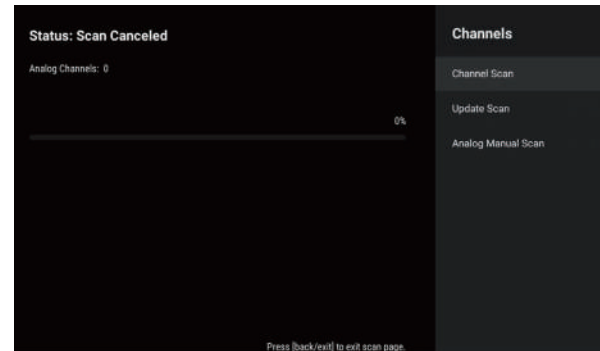 Status: Scan Canceled
Analog Channels: 0
0%
Press [back/exit] to exit scan page.
Channels
Channel Scan
Update Scan
Analog Manual Scan